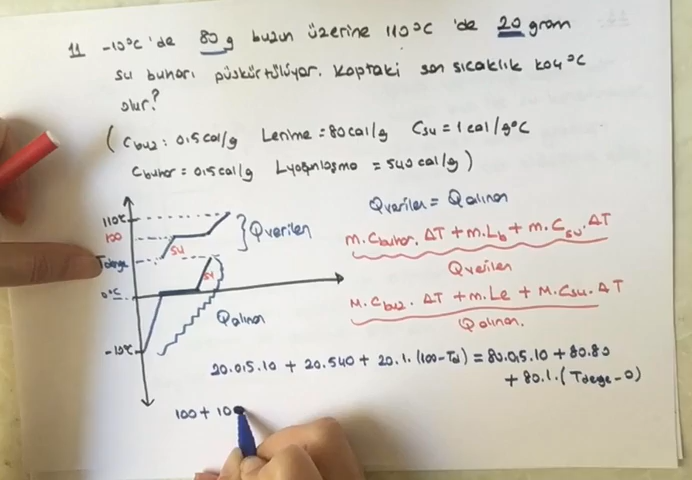 11 -10°C 'de 80 g buzun üzerine 110°C 'de 20 gram
su buharı püskürtülüyor. Kaptaki son sıcaklık kaç °C
olur?
( Cbuz : 0,5 cal/g Lerime = 80 cal/g Csu = 1 cal/g°C
Cbuhar = 0,5 cal/g Lyoğunlaşma = 540 cal/g )
Qverilen = Qalınan
110°C
100
Tdenge
0°C
-10°C
su
su
Qverilen
Qalınan
m. Cbuhar. ΔT + m.Lb + m. Csu. ΔT
Qverilen
M. Cbuz. ΔT + m.Le + M.Csu. ΔT
Qalınan.
20.0,5.10 + 20.540 + 20.1. (100-Td) = 80.0,5.10 + 80.80
+ 80.1. ( Tdenge - 0)
100 + 10